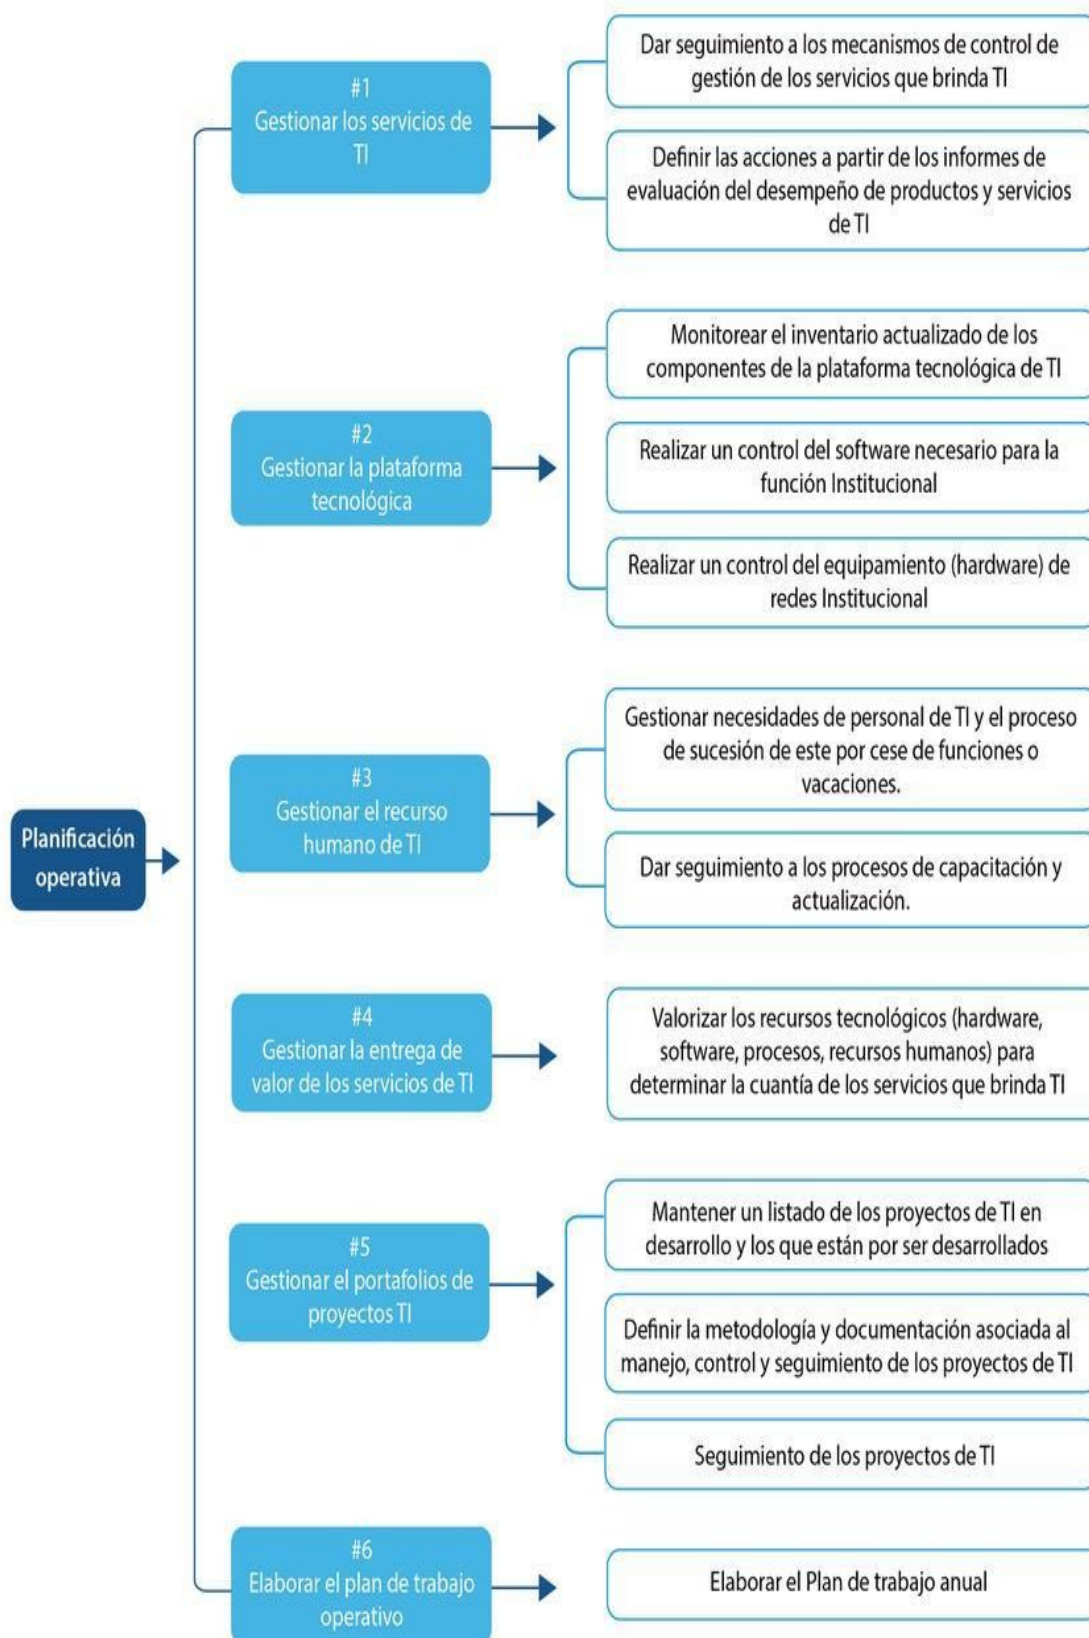 Planificación
operativa
#1
Gestionar los servicios de
TI
Dar seguimiento a los mecanismos de control de
gestión de los servicios que brinda TI
Definir las acciones a partir de los informes de
evaluación del desempeño de productos y servicios
de TI
#2
Gestionar la plataforma
tecnológica
Monitorear el inventario actualizado de los
componentes de la plataforma tecnológica de TI
Realizar un control del software necesario para la
función Institucional
Realizar un control del equipamiento (hardware) de
redes Institucional
#3
Gestionar el recurso
humano de TI
Gestionar necesidades de personal de TI y el proceso
de sucesión de este por cese de funciones o
vacaciones.
Dar seguimiento a los procesos de capacitación y
actualización.
#4
Gestionar la entrega de
valor de los servicios de TI
Valorizar los recursos tecnológicos (hardware,
software, procesos, recursos humanos) para
determinar la cuantía de los servicios que brinda TI
#5
Gestionar el portafolios de
proyectos TI
Mantener un listado de los proyectos de TI en
desarrollo y los que están por ser desarrollados
Definir la metodología y documentación asociada al
manejo, control y seguimiento de los proyectos de TI
Seguimiento de los proyectos de TI
#6
Elaborar el plan de trabajo
operativo
Elaborar el Plan de trabajo anual